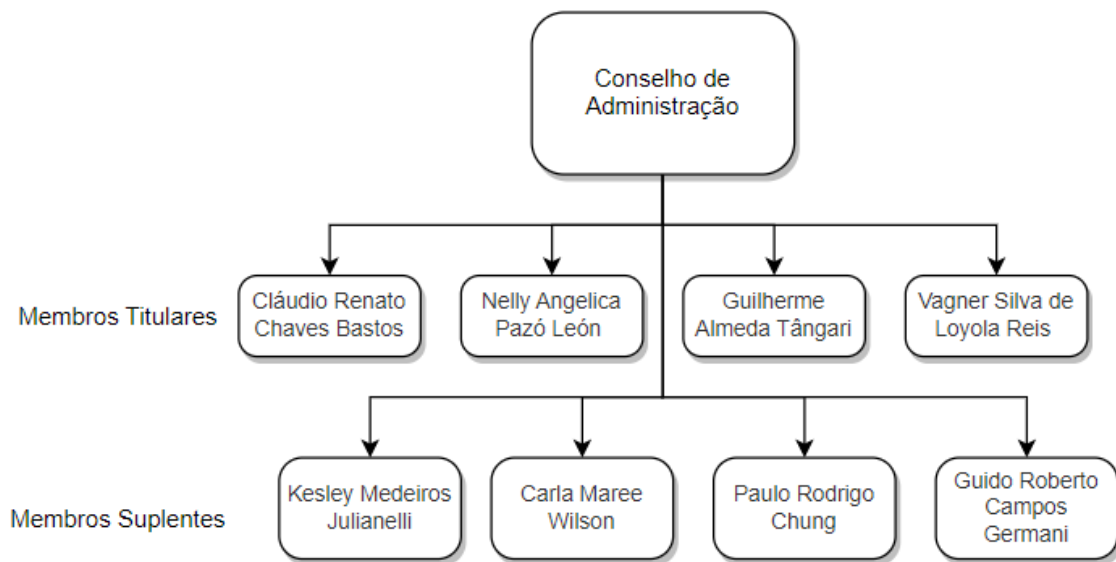 Conselho de
Administração
Membros Titulares
Cláudio Renato
Chaves Bastos
Nelly Angelica
Pazó León
Guilherme
Almeda Tângari
Vagner Silva de
Loyola Reis
Membros Suplentes
Kesley Medeiros
Julianelli
Carla Maree
Wilson
Paulo Rodrigo
Chung
Guido Roberto
Campos
Germani